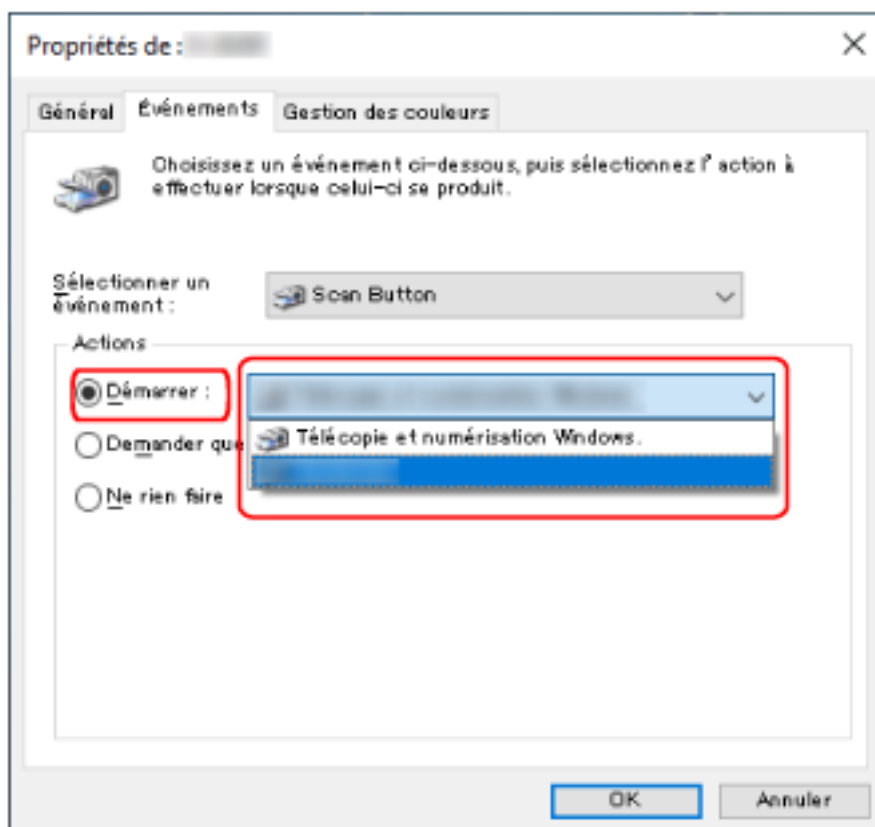 Propriétés de :
Général Événements Gestion des couleurs
Choisissez un événement ci-dessous, puis sélectionnez l'action à
effectuer lorsque celui-ci se produit.
Sélectionner un
événement :
Scan Button
Actions
Démarrer :
Télécopie et numérisation Windows.
Demander que
Ne rien faire
OK Annuler